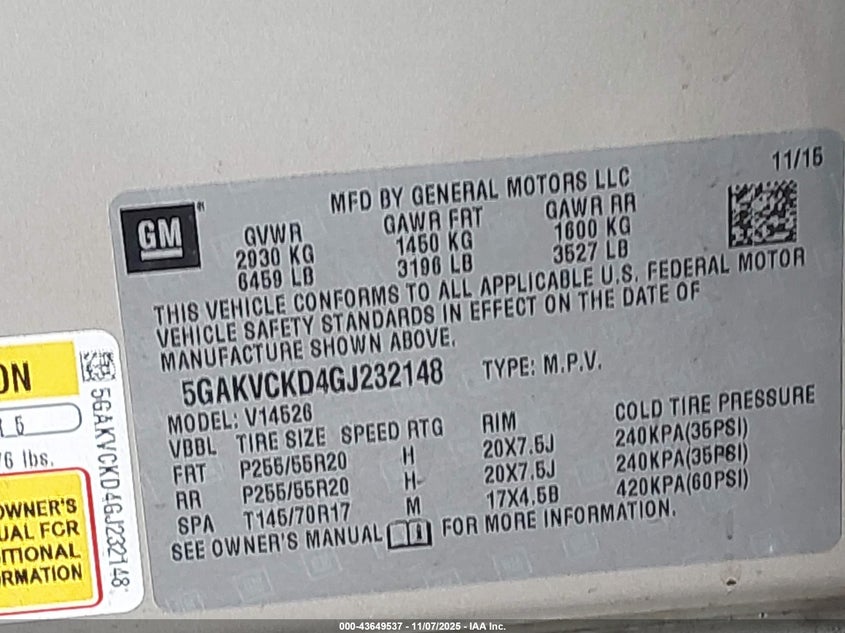 11/15
MFD BY GENERAL MOTORS LLC
GM
GVWR GAWR FRT GAWR RR
2930 KG 1450 KG 1600 KG
6459 LB 3196 LB 3527 LB
THIS VEHICLE CONFORMS TO ALL APPLICABLE U.S. FEDERAL MOTOR
VEHICLE SAFETY STANDARDS IN EFFECT ON THE DATE OF
MANUFACTURE SHOWN ABOVE.
5GAKVCKD4GJ232148 TYPE: M.P.V.
MODEL: V14526
VBBL TIRE SIZE SPEED RTG RIM COLD TIRE PRESSURE
FRT P255/55R20 H 20X7.5J 240KPA(35PSI)
RR P255/55R20 H 20X7.5J 240KPA(35PSI)
SPA T145/70R17 M 17X4.5B 420KPA(60PSI)
SEE OWNER'S MANUAL FOR MORE INFORMATION.
ON
5
6 lbs.
OWNER'S
UAL FOR
ITIONAL
RMATION
5GAKVCKD4GJ232148
000-43649537 - 11/07/2025 - IAA Inc.